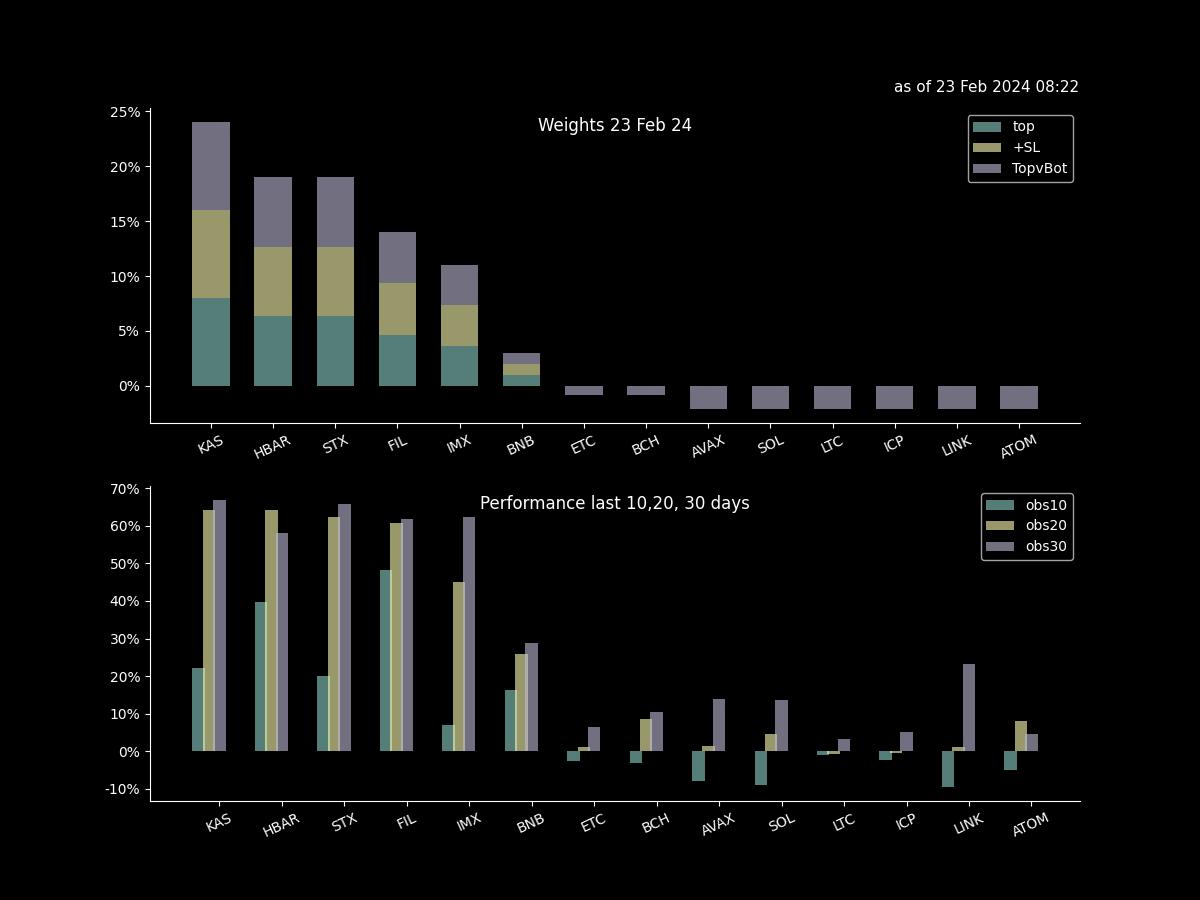 as of 23 Feb 2024 08:22
Weights 23 Feb 24
top
+SL
TopvBot
25%
20%
15%
10%
5%
0%
KAS HBAR STX FIL IMX BNB ETC BCH AVAX SOL LTC ICP LINK ATOM
Performance last 10,20, 30 days
obs10
obs20
obs30
70%
60%
50%
40%
30%
20%
10%
0%
-10%
KAS HBAR STX FIL IMX BNB ETC BCH AVAX SOL LTC ICP LINK ATOM